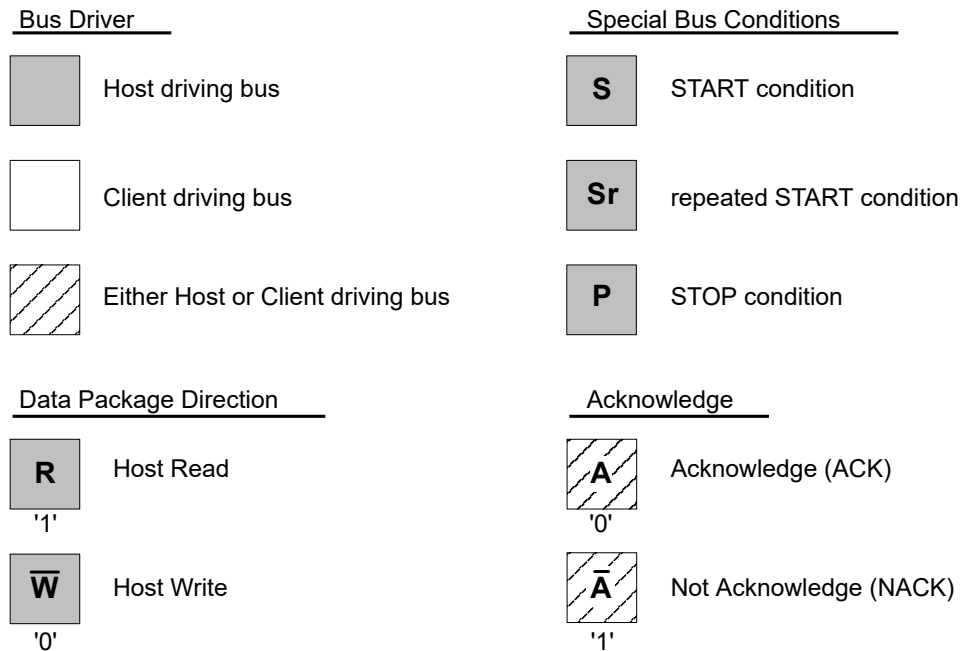 Bus Driver
Host driving bus
Client driving bus
Either Host or Client driving bus
Special Bus Conditions
S START condition
Sr repeated START condition
P STOP condition
Data Package Direction
R Host Read
'1'
W̅ Host Write
'0'
Acknowledge
A Acknowledge (ACK)
'0'
A̅ Not Acknowledge (NACK)
'1'